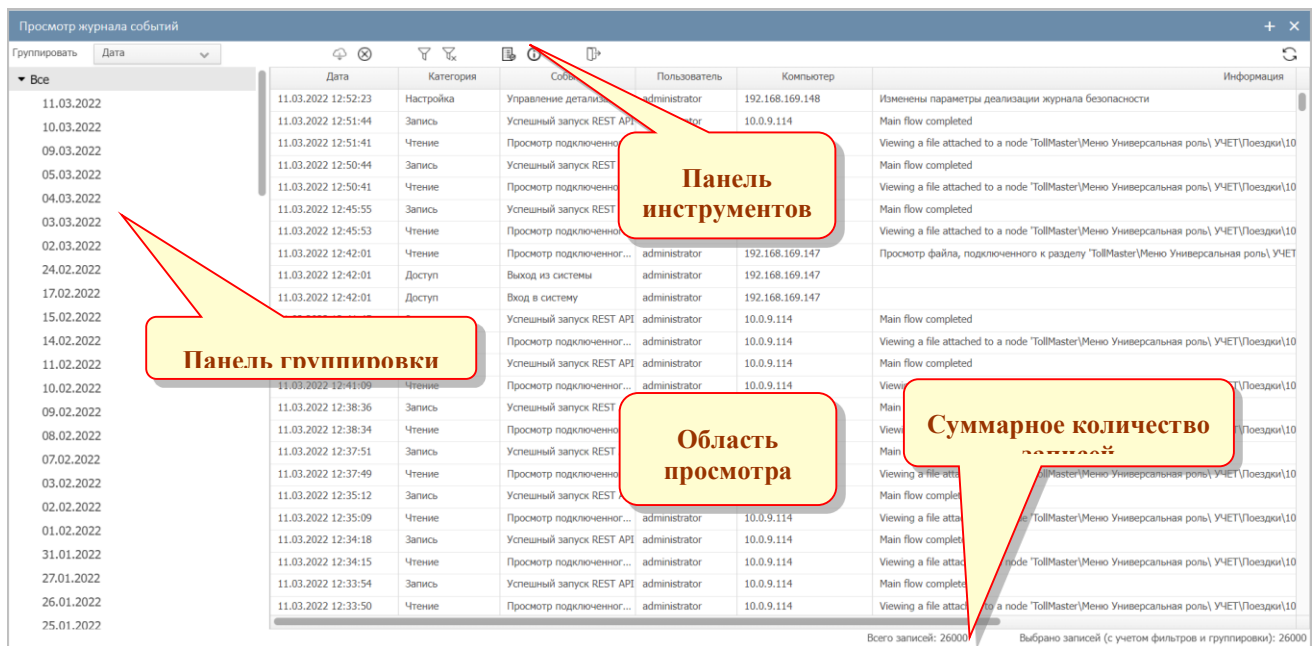 Просмотр журнала событий
Группировать Дата
Все
11.03.2022
10.03.2022
09.03.2022
05.03.2022
04.03.2022
03.03.2022
02.03.2022
24.02.2022
17.02.2022
15.02.2022
14.02.2022
11.02.2022
10.02.2022
09.02.2022
08.02.2022
07.02.2022
03.02.2022
02.02.2022
01.02.2022
31.01.2022
27.01.2022
26.01.2022
25.01.2022
Дата Категория Пользователь Компьютер Информация
11.03.2022 12:52:23 Настройка Управление administrator 192.168.169.148 Изменены параметры деализации журнала безопасности
11.03.2022 12:51:44 Запись Успешный запуск REST API 10.0.9.114 Main flow completed
11.03.2022 12:51:41 Чтение Просмотр Viewing a file attached to a node 'TollMaster\Меню Универсальная роль\ УЧЕТ\Поездки\10
11.03.2022 12:50:44 Запись Успешный запуск REST Main flow completed
11.03.2022 12:50:41 Чтение Просмотр Viewing a file attached to a node 'TollMaster\Меню Универсальная роль\ УЧЕТ\Поездки\10
11.03.2022 12:45:55 Запись Успешный запуск REST Main flow completed
11.03.2022 12:45:53 Чтение Просмотр Viewing a file attached to a node 'TollMaster\Меню Универсальная роль\ УЧЕТ\Поездки\10
11.03.2022 12:42:01 Чтение Просмотр подключенног... administrator 192.168.169.147 Просмотр файла, подключенного к разделу 'TollMaster\Меню Универсальная роль\ УЧЕТ
11.03.2022 12:42:01 Доступ Выход из системы administrator 192.168.169.147
11.03.2022 12:42:01 Доступ Вход в систему administrator 192.168.169.147
Успешный запуск REST API administrator 10.0.9.114 Main flow completed
Просмотр подключенног... administrator 10.0.9.114 Viewing a file attached to a node 'TollMaster\Меню Универсальная роль\ УЧЕТ\Поездки\10
Успешный запуск REST API administrator 10.0.9.114 Main flow completed
11.03.2022 12:41:09 Чтение Просмотр подключенног... administrator 10.0.9.114
11.03.2022 12:38:36 Запись Успешный запуск REST Main
11.03.2022 12:38:34 Чтение Просмотр
11.03.2022 12:37:51 Запись Успешный запуск REST Main
11.03.2022 12:37:49 Чтение Просмотр Viewing a file TollMaster\Меню Универсальная роль\ УЧЕТ\Поездки\10
11.03.2022 12:35:12 Запись Успешный запуск REST administrator 10.0.9.114 Main flow
11.03.2022 12:35:09 Чтение Просмотр подключенног... administrator 10.0.9.114 Viewing a file 'TollMaster\Меню Универсальная роль\ УЧЕТ\Поездки\10
11.03.2022 12:34:18 Запись Успешный запуск REST API administrator 10.0.9.114 Main flow
11.03.2022 12:34:15 Чтение Просмотр подключенног... administrator 10.0.9.114 Viewing a file node 'TollMaster\Меню Универсальная роль\ УЧЕТ\Поездки\10
11.03.2022 12:33:54 Запись Успешный запуск REST API administrator 10.0.9.114 Main flow
11.03.2022 12:33:50 Чтение Просмотр подключенног... administrator 10.0.9.114 Viewing a file to a node 'TollMaster\Меню Универсальная роль\ УЧЕТ\Поездки\10
Всего записей: 26000 Выбрано записей (с учетом фильтров и группировки): 26000
Панель
инструментов
Панель группировки
Область
просмотра
Суммарное количество
записей